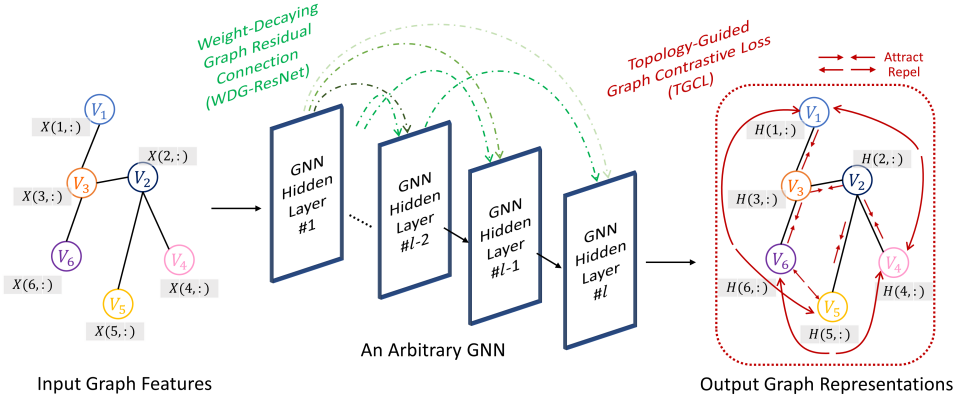 Weight-Decaying
Graph Residual
Connection
(WDG-ResNet)
Topology-Guided
Graph Contrastive Loss
(TGCL)
Attract
Repel
V1
X(1,:)
X(2,:)
V3
V2
X(3,:)
V6
V4
X(6,:)
X(4,:)
V5
X(5,:)
Input Graph Features
GNN
Hidden
Layer
#1
......
GNN
Hidden
Layer
#l-2
GNN
Hidden
Layer
#l-1
GNN
Hidden
Layer
#l
An Arbitrary GNN
V1
H(1,:)
H(2,:)
V3
V2
H(3,:)
V6
V4
H(6,:)
H(4,:)
V5
H(5,:)
Output Graph Representations